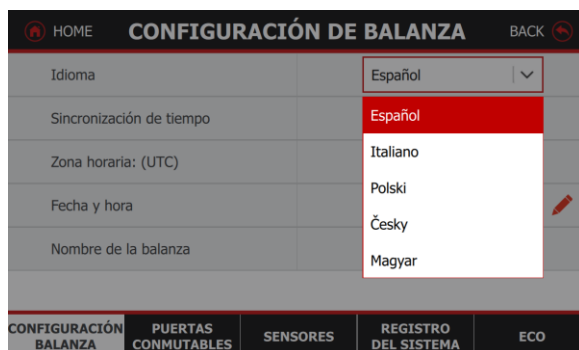 HOME CONFIGURACIÓN DE BALANZA BACK
Idioma Español
Sincronización de tiempo Español
Italiano
Zona horaria: (UTC)
Polski
Fecha y hora
Česky
Nombre de la balanza
Magyar
CONFIGURACIÓN PUERTAS SENSORES REGISTRO ECO
BALANZA CONMUTABLES DEL SISTEMA